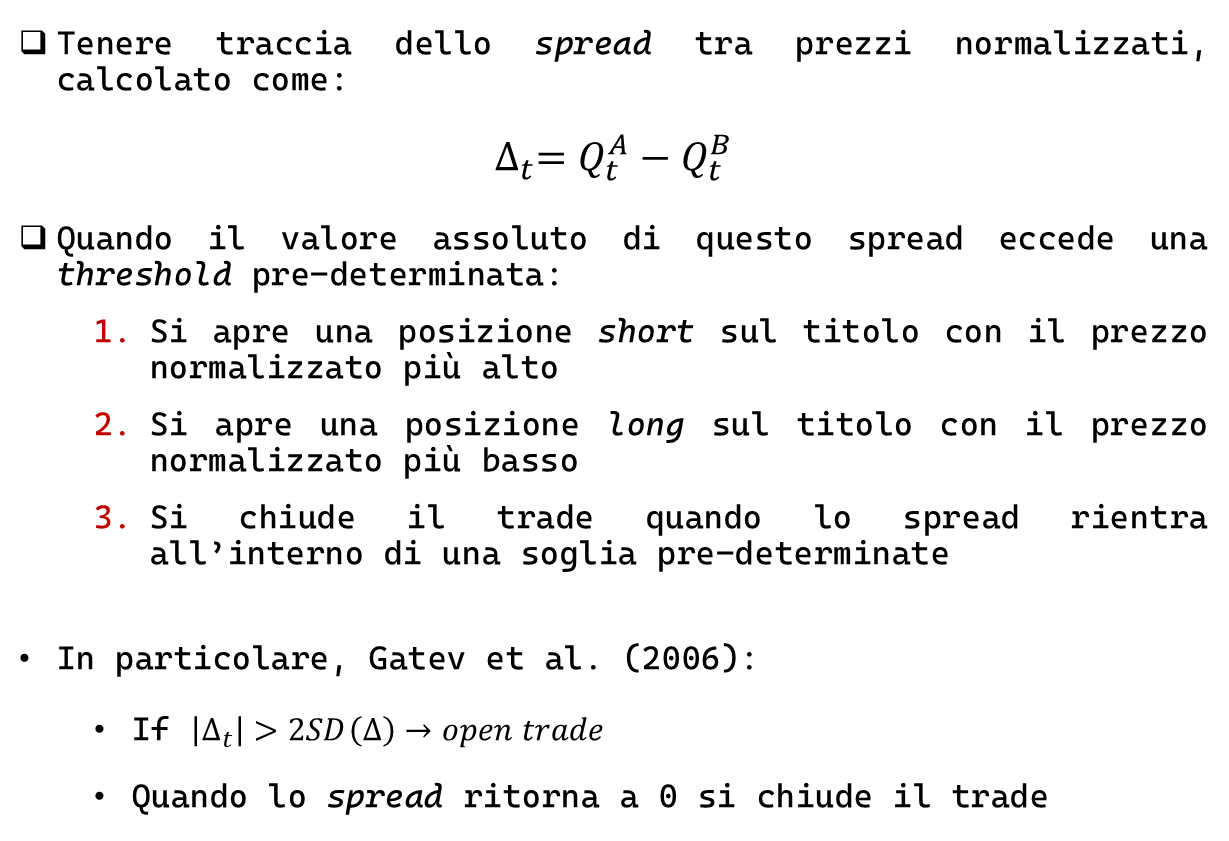 ❑ Tenere traccia dello spread tra prezzi normalizzati,
calcolato come:
Δₜ= Qₜᴬ − Qₜᴮ
❑ Quando il valore assoluto di questo spread eccede una
threshold pre–determinata:
1. Si apre una posizione short sul titolo con il prezzo
normalizzato più alto
2. Si apre una posizione long sul titolo con il prezzo
normalizzato più basso
3. Si chiude il trade quando lo spread rientra
all’interno di una soglia pre–determinate
• In particolare, Gatev et al. (2006):
• If |Δₜ| > 2SD(Δ) → open trade
• Quando lo spread ritorna a 0 si chiude il trade